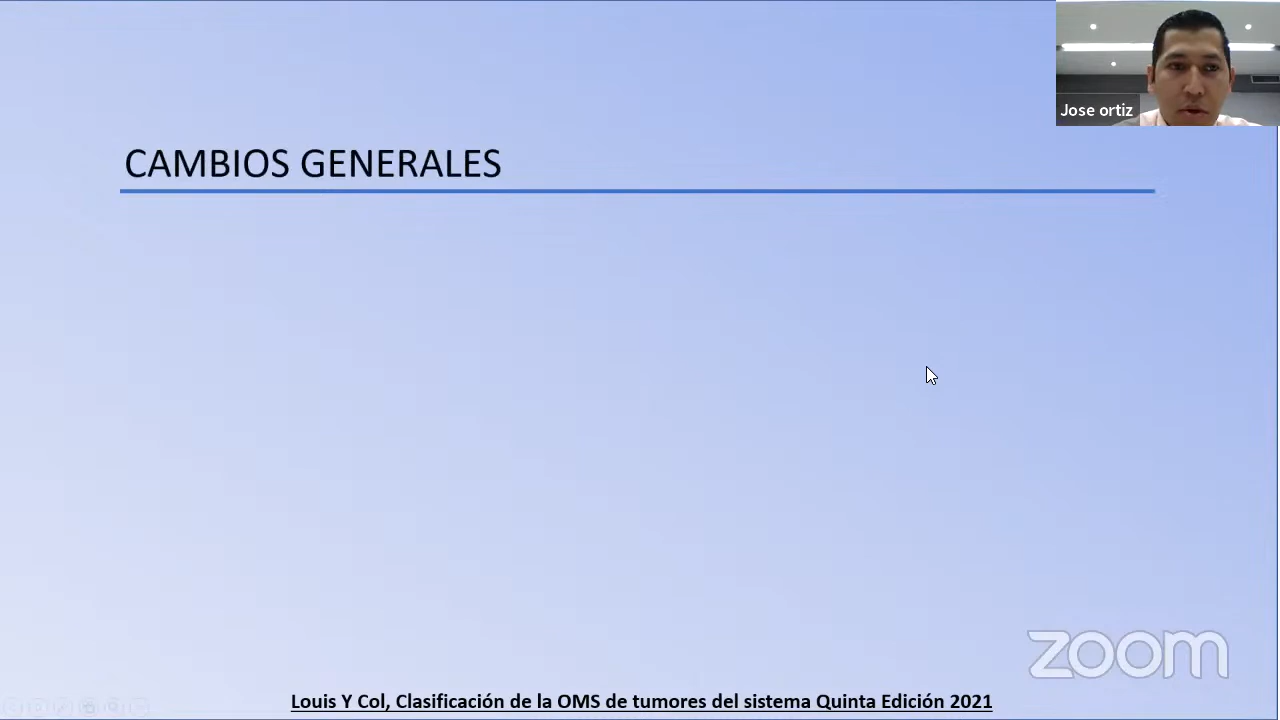 Jose ortiz
CAMBIOS GENERALES
zoom
Louis Y Col, Clasificación de la OMS de tumores del sistema Quinta Edición 2021